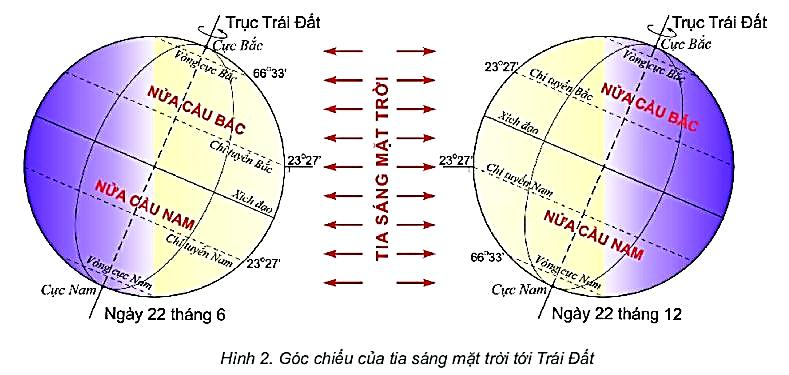 Trục Trái Đất
Cực Bắc
Vòng cực Bắc
66°33'
NỬA CẦU BẮC
Chí tuyến Bắc
23°27'
Xích đạo
NỬA CẦU NAM
Chí tuyến Nam
23°27'
Vòng cực Nam
Cực Nam
Ngày 22 tháng 6
TIA SÁNG MẶT TRỜI
Trục Trái Đất
Cực Bắc
Vòng cực Bắc
23°27'
Chí tuyến Bắc
NỬA CẦU BẮC
Xích đạo
23°27'
Chí tuyến Nam
NỬA CẦU NAM
66°33'
Vòng cực Nam
Cực Nam
Ngày 22 tháng 12
Hình 2. Góc chiếu của tia sáng mặt trời tới Trái Đất